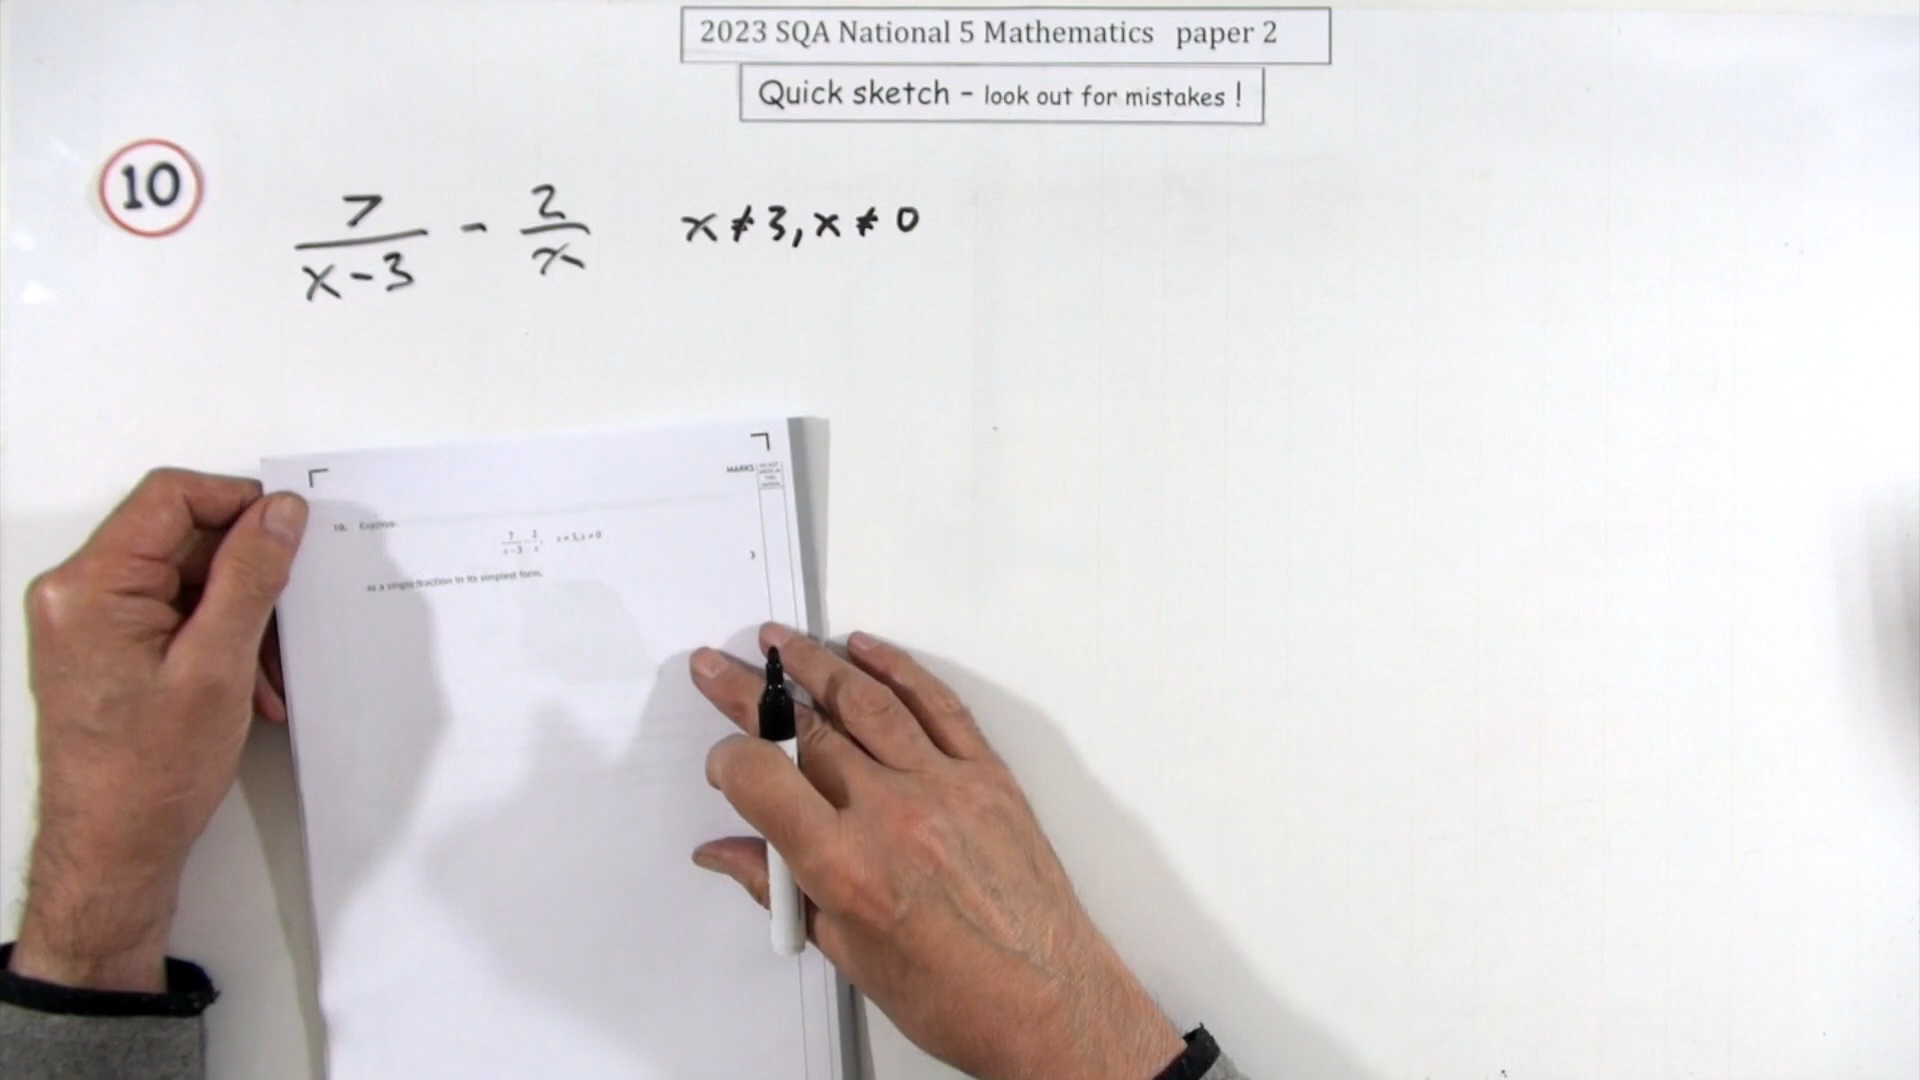 2023 SQA National 5 Mathematics paper 2
Quick sketch – look out for mistakes !
10
7/(x-3) - 2/x x ≠ 3, x ≠ 0
MARKS
10. Express
7/(x-3) - 2/x, x ≠ 3, x ≠ 0
3
as a single fraction in its simplest form.